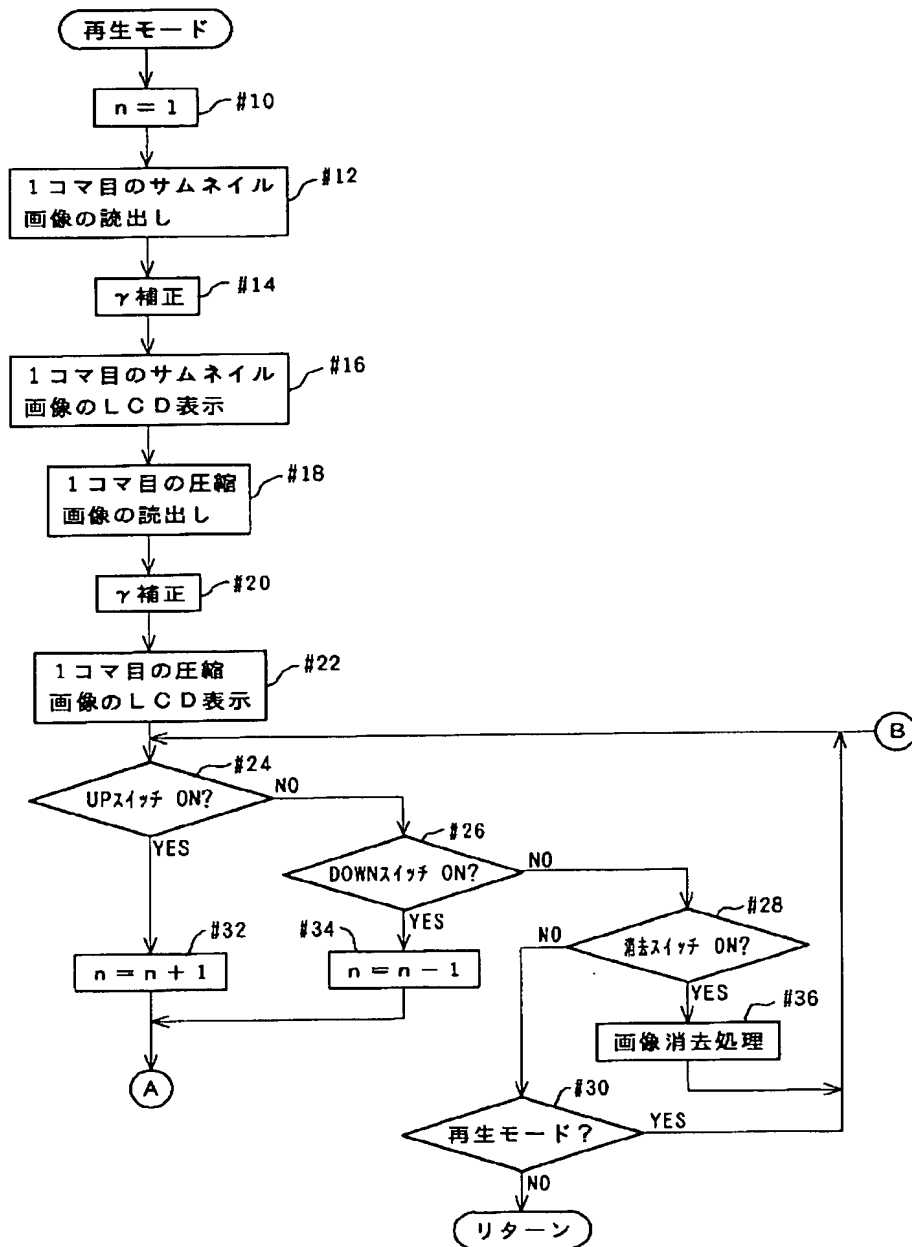 再生モード
n＝1
#10
1コマ目のサムネイル
画像の読出し
#12
γ補正
#14
1コマ目のサムネイル
画像のLCD表示
#16
1コマ目の圧縮
画像の読出し
#18
γ補正
#20
1コマ目の圧縮
画像のLCD表示
#22
B
#24
UPスイッチ ON?
NO
YES
#26
DOWNスイッチ ON?
NO
YES
#28
消去スイッチ ON?
NO
YES
#32
n＝n＋1
#34
n＝n－1
#36
画像消去処理
A
#30
再生モード？
YES
NO
リターン